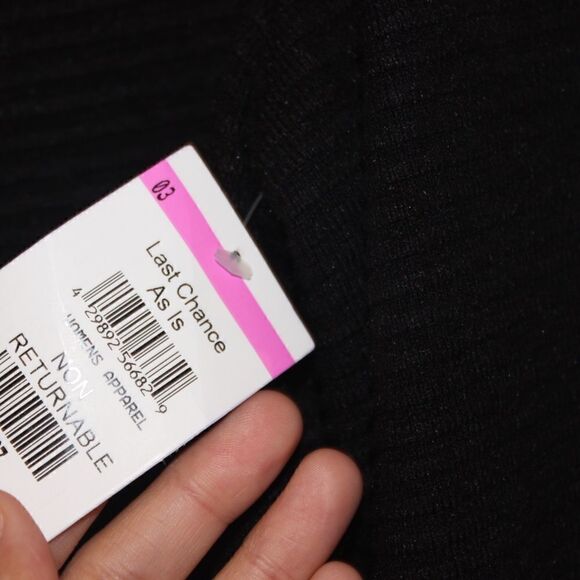 03
Last Chance
As Is
4 29892 56682 9
WOMENS APPAREL
NON
RETURNABLE